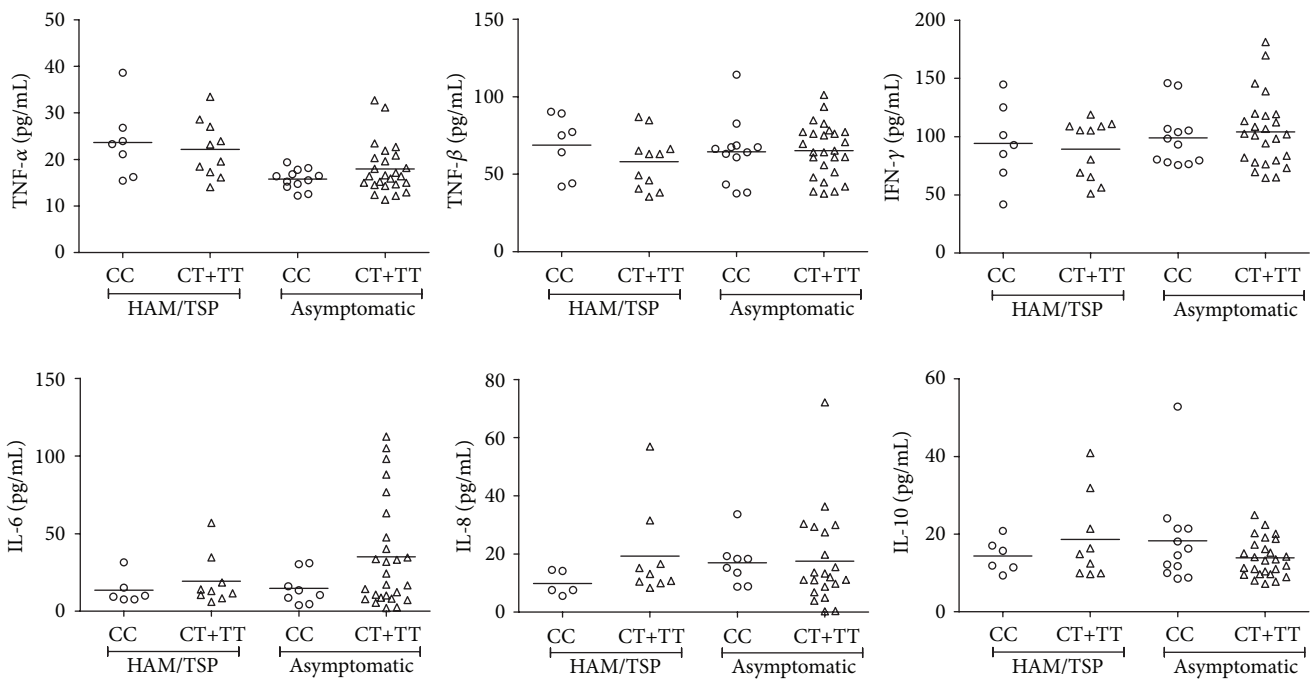 TNF-α (pg/mL)
50
40
30
20
10
0
CC
CT+TT
CC
CT+TT
HAM/TSP
Asymptomatic
TNF-β (pg/mL)
150
100
50
0
CC
CT+TT
CC
CT+TT
HAM/TSP
Asymptomatic
IFN-γ (pg/mL)
200
150
100
50
0
CC
CT+TT
CC
CT+TT
HAM/TSP
Asymptomatic
IL-6 (pg/mL)
150
100
50
0
CC
CT+TT
CC
CT+TT
HAM/TSP
Asymptomatic
IL-8 (pg/mL)
80
60
40
20
0
CC
CT+TT
CC
CT+TT
HAM/TSP
Asymptomatic
IL-10 (pg/mL)
60
40
20
0
CC
CT+TT
CC
CT+TT
HAM/TSP
Asymptomatic